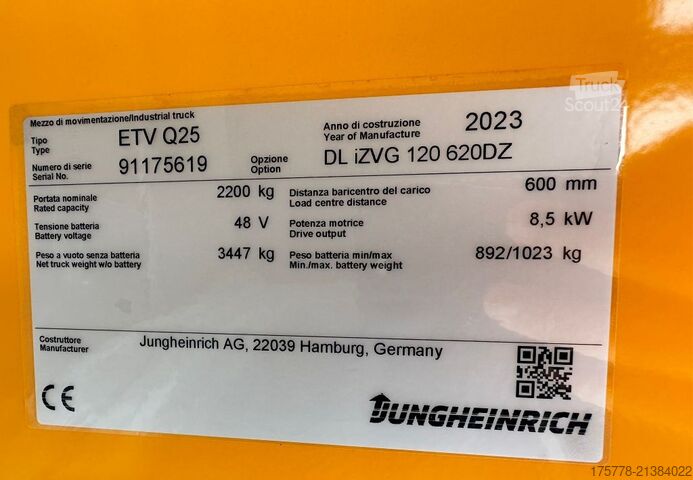 Truck
Scout24
Mezzo di movimentazione/Industrial truck
Tipo
Type
ETV Q25
Anno di costruzione
Year of Manufacture
2023
Numero di serie
Serial No.
91175619
Opzione
Option
DL iZVG 120 620DZ
Portata nominale
Rated capacity
2200 kg
Distanza baricentro del carico
Load centre distance
600 mm
Tensione batteria
Battery voltage
48 V
Potenza motrice
Drive output
8,5 kW
Peso a vuoto senza batteria
Net truck weight w/o battery
3447 kg
Peso batteria min/max
Min./max. battery weight
892/1023 kg
Costruttore
Manufacturer
Jungheinrich AG, 22039 Hamburg, Germany
CE
JUNGHEINRICH
175778-21384022